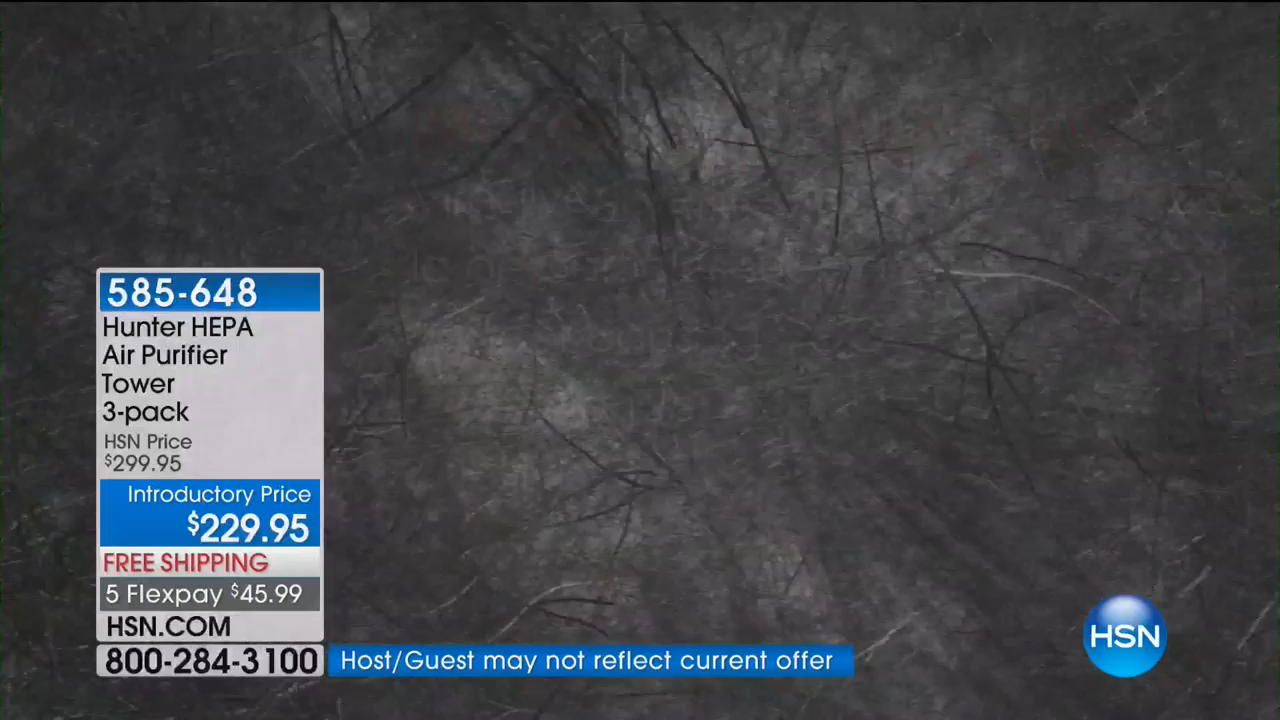 585-648
Hunter HEPA
Air Purifier
Tower
3-pack
HSN Price
$299.95
Introductory Price
$229.95
FREE SHIPPING
5 Flexpay $45.99
HSN.COM
800-284-3100
Host/Guest may not reflect current offer
HSN